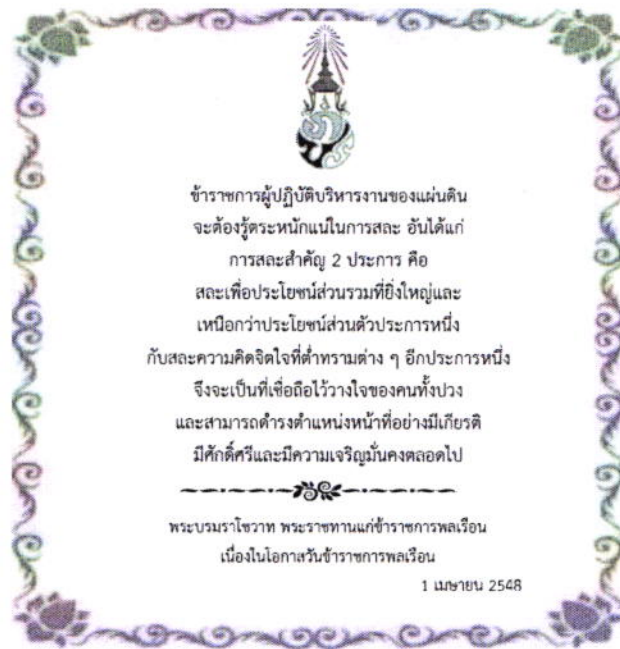 ข้าราชการผู้ปฏิบัติบริหารงานของแผ่นดิน
จะต้องรู้ตระหนักแน่ในการสละ อันได้แก่
การสละสำคัญ 2 ประการ คือ
สละเพื่อประโยชน์ส่วนรวมที่ยิ่งใหญ่และ
เหนือกว่าประโยชน์ส่วนตัวประการหนึ่ง
กับสละความคิดจิตใจที่ต่ำทรามต่าง ๆ อีกประการหนึ่ง
จึงจะเป็นที่เชื่อถือไว้วางใจของคนทั้งปวง
และสามารถดำรงตำแหน่งหน้าที่อย่างมีเกียรติ
มีศักดิ์ศรีและมีความเจริญมั่นคงตลอดไป
พระบรมราโชวาท พระราชทานแก่ข้าราชการพลเรือน
เนื่องในโอกาสวันข้าราชการพลเรือน
1 เมษายน 2548